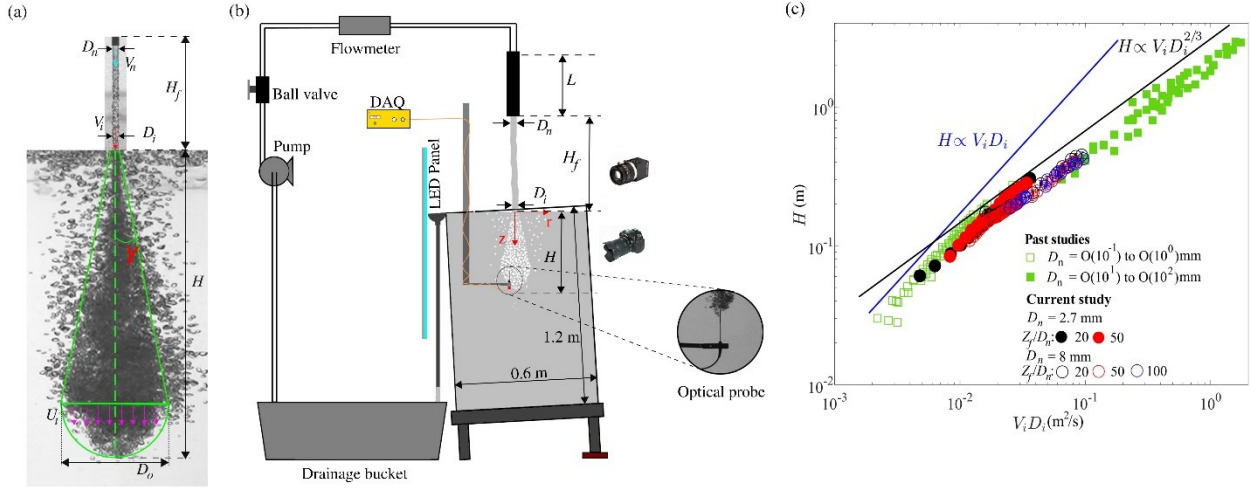 (a)
D_n
V_n
H_f
V_i
D_i
γ
H
U_i
D_o
(b)
Flowmeter
Ball valve
DAQ
L
D_n
Pump
LED Panel
H_f
D_i
r
z
H
1.2 m
0.6 m
Optical probe
Drainage bucket
(c)
H ∝ V_i D_i^{2/3}
H ∝ V_i D_i
10^0
H (m)
10^{-1}
10^{-2}
Past studies
D_n = O(10^{-1}) to O(10^0)mm
D_n = O(10^1) to O(10^2)mm
Current study
D_n = 2.7 mm
Z_f/D_n: 20 50
D_n = 8 mm
Z_f/D_n: 20 50 100
10^{-3} 10^{-2} 10^{-1} 10^0
V_i D_i (m^2/s)